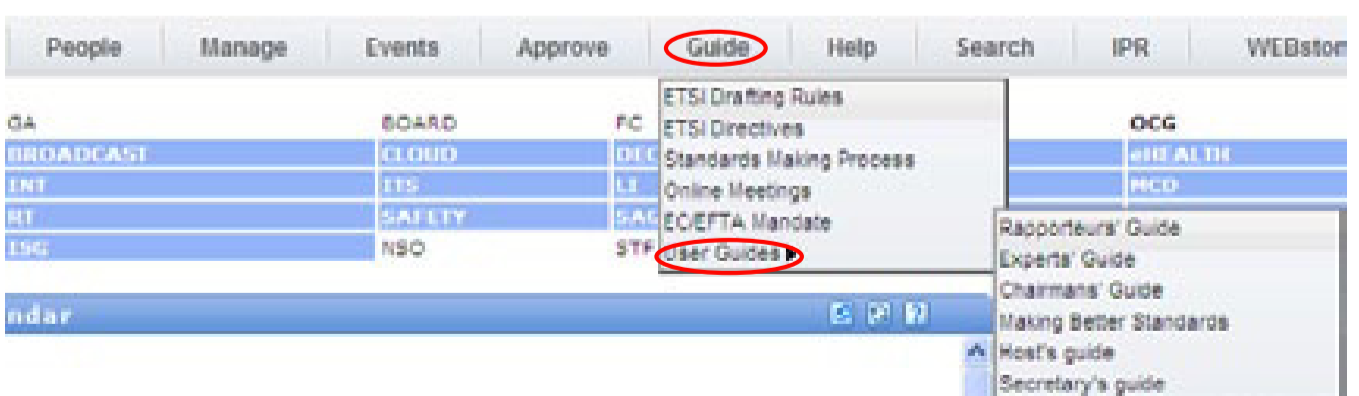 People Manage Events Approve Guide Help Search IPR WEBstor
ETSI Drafting Rules
GA BOARD FC ETSI Directives OCG
BROADCAST CLOUD DEC Standards Making Process eHEALTH
INT ITS LI Online Meetings MCD
RT SAFETY SAG EC/EFTA Mandate Rapporteurs' Guide
ISG NSO STF User Guides Experts' Guide
Chairmans' Guide
ndar Making Better Standards
Host's guide
Secretary's guide